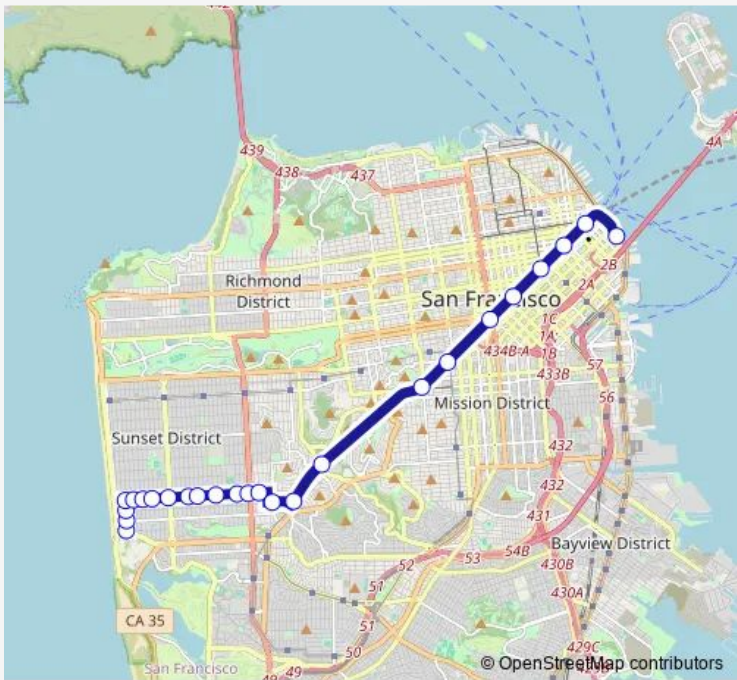 4A
439
438
437
Richmond
District
2B
2A
San Francisco
1C
1A
1B
434B-A
433B
57
56
Mission District
Sunset District
432
432
431
Bayview District
54B
53
52
51
51
50
430B
430A
CA 35
49
429C
San Francisco
© OpenStreetMap contributors